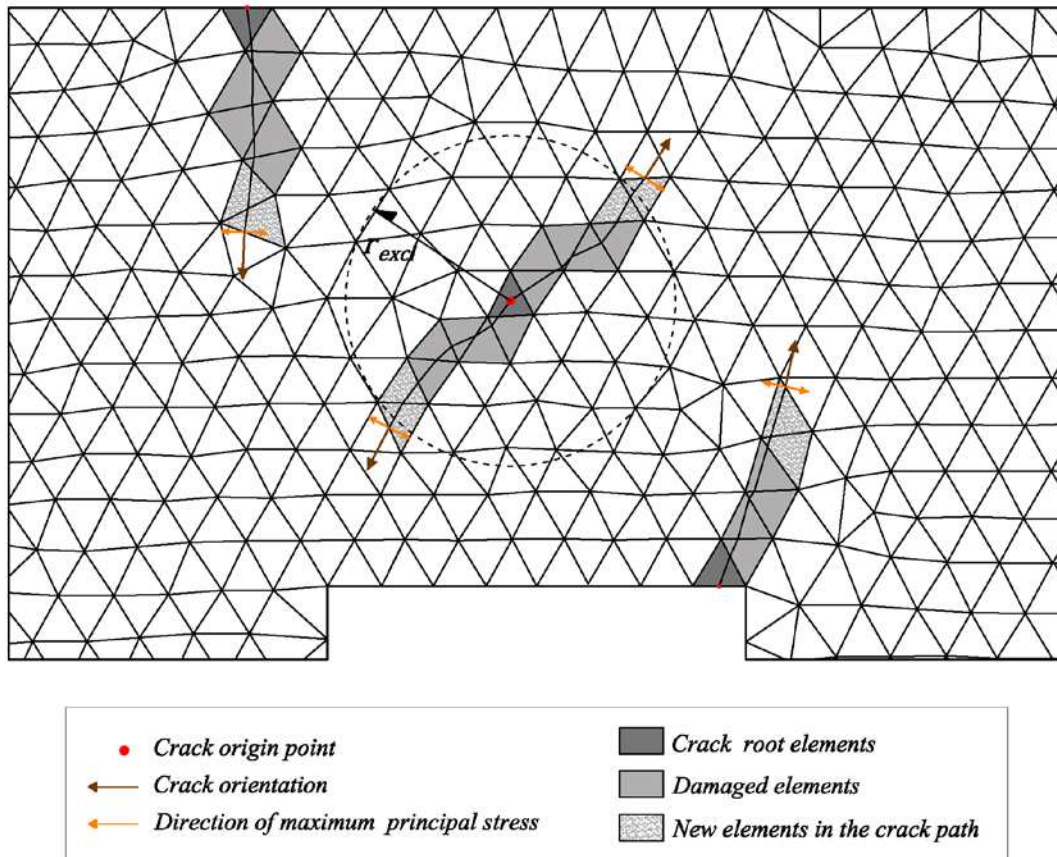 r excl
Crack origin point
Crack orientation
Direction of maximum principal stress
Crack root elements
Damaged elements
New elements in the crack path